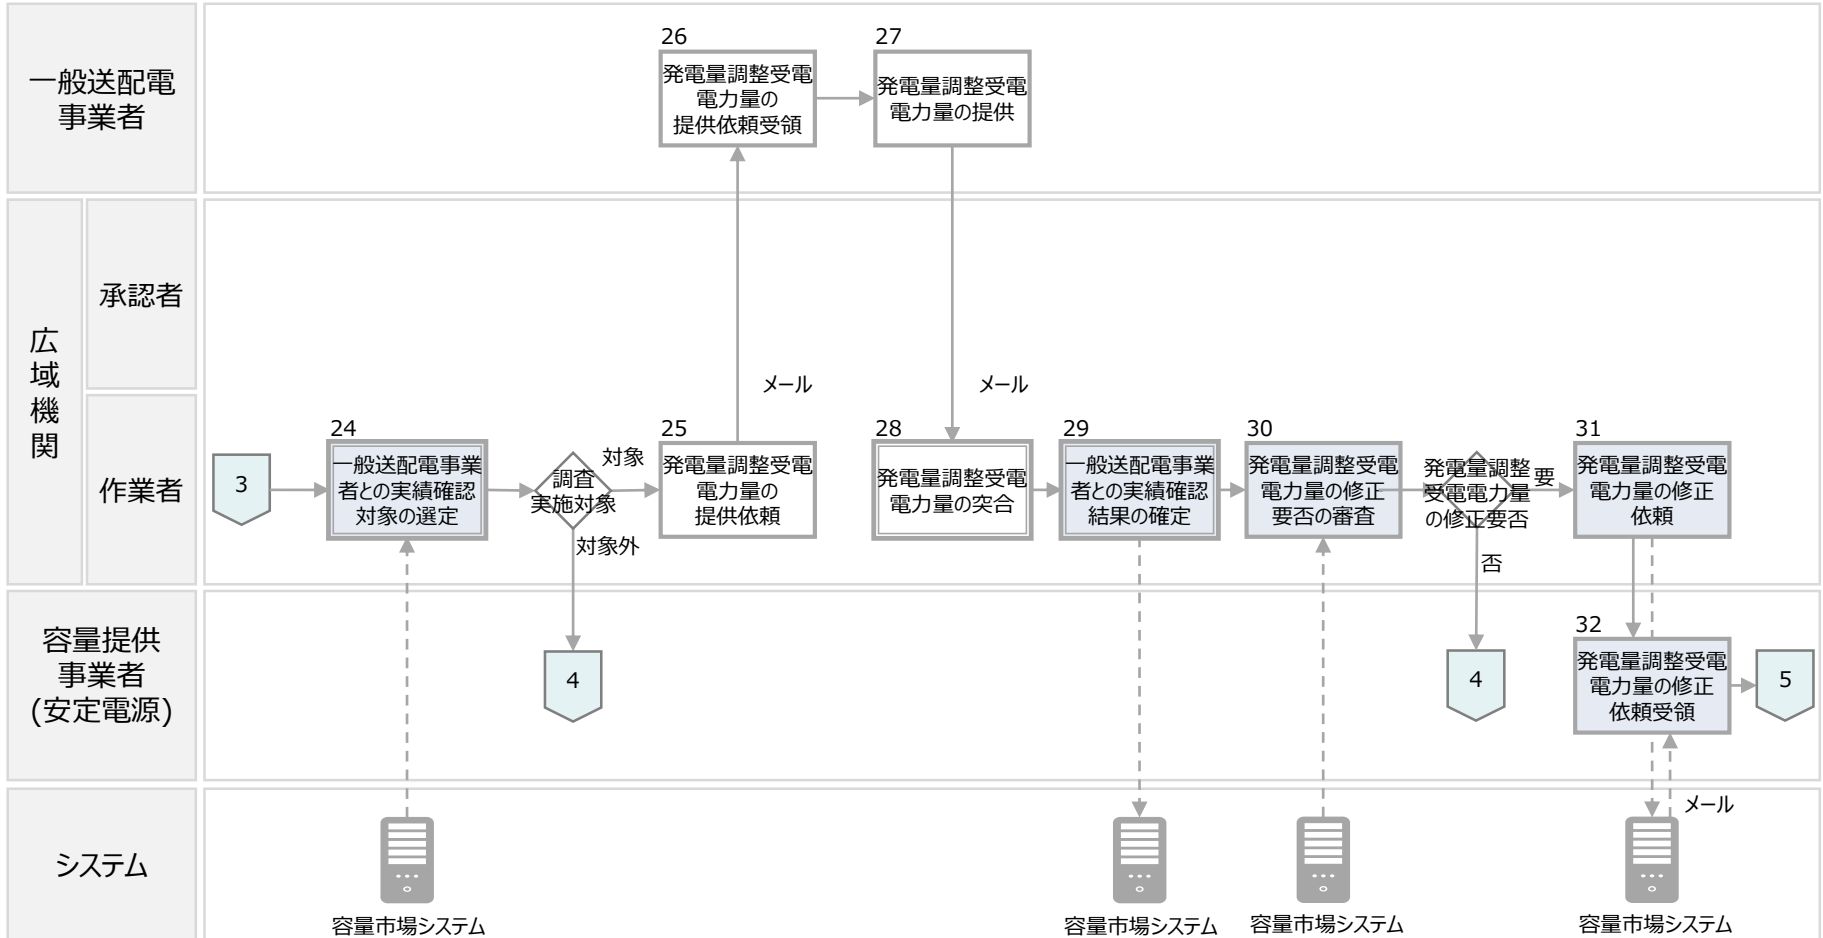 一般送配電
事業者
26
発電量調整受電
電力量の
提供依頼受領
27
発電量調整受電
電力量の提供
広
域
機
関
承認者
作業者
メール
メール
3
24
一般送配電事業
者との実績確認
対象の選定
調査
実施対象
対象
対象外
25
発電量調整受電
電力量の
提供依頼
28
発電量調整受電
電力量の突合
29
一般送配電事業
者との実績確認
結果の確定
30
発電量調整受電
電力量の修正
要否の審査
発電量調整
受電電力量
の修正要否
要
否
31
発電量調整受電
電力量の修正
依頼
容量提供
事業者
(安定電源)
4
4
32
発電量調整受電
電力量の修正
依頼受領
5
システム
メール
容量市場システム
容量市場システム
容量市場システム
容量市場システム